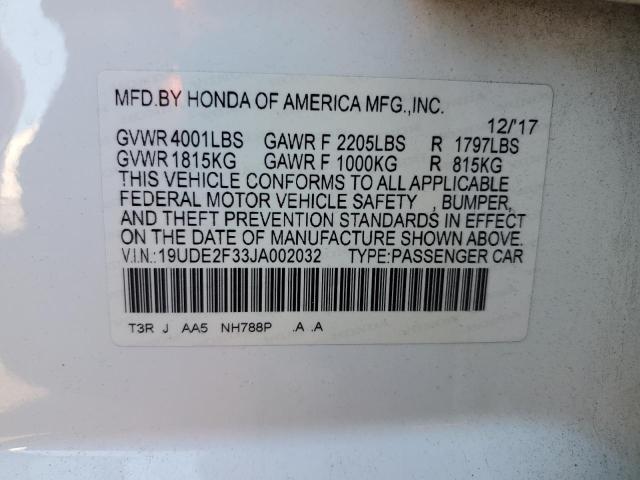 MFD.BY HONDA OF AMERICA MFG.,INC.
12/'17
GVWR 4001LBS GAWR F 2205LBS R 1797LBS
GVWR 1815KG GAWR F 1000KG R 815KG
THIS VEHICLE CONFORMS TO ALL APPLICABLE
FEDERAL MOTOR VEHICLE SAFETY , BUMPER,
AND THEFT PREVENTION STANDARDS IN EFFECT
ON THE DATE OF MANUFACTURE SHOWN ABOVE.
V.I.N.:19UDE2F33JA002032 TYPE:PASSENGER CAR
T3R J AA5 NH788P .A .A